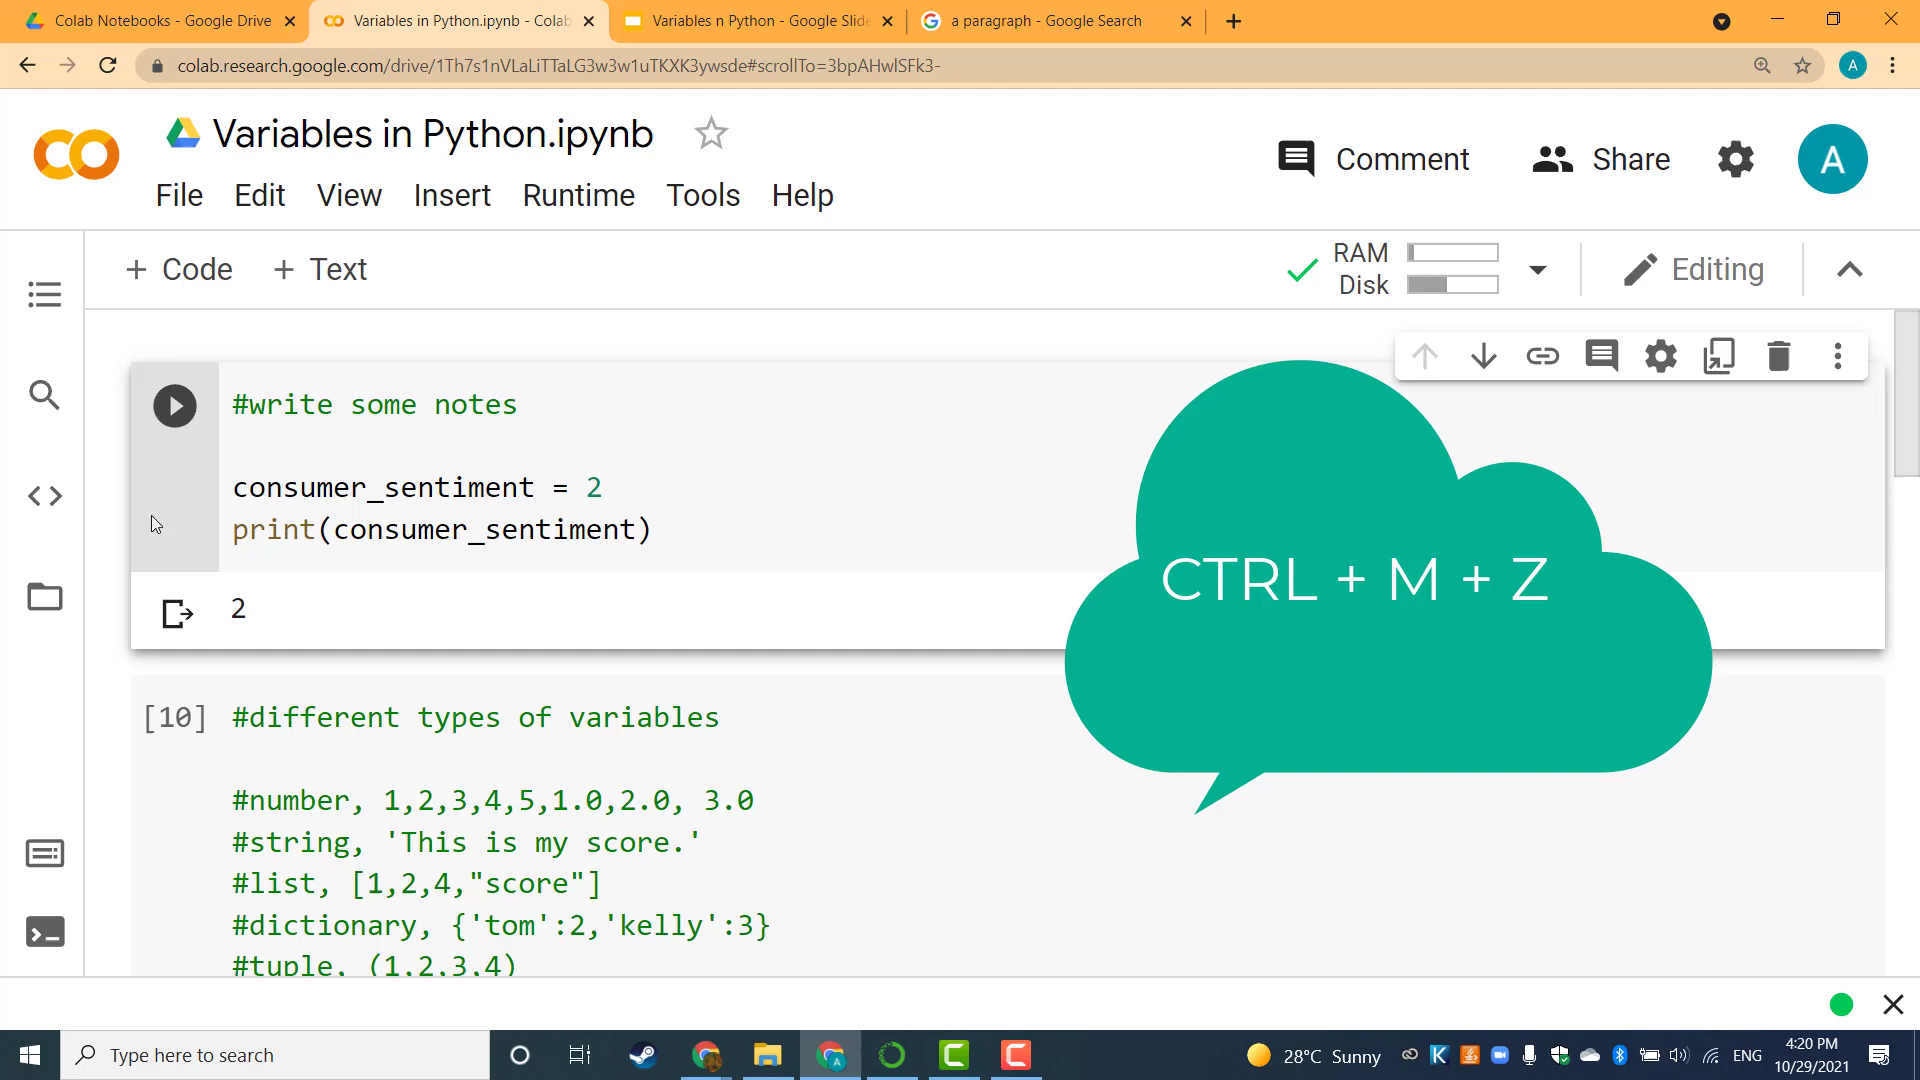 Colab Notebooks - Google Drive
Variables in Python.ipynb - Colab
Variables n Python - Google Slide
a paragraph - Google Search
colab.research.google.com/drive/1Th7s1nVLaLiTTaLG3w3w1uTKXK3ywsde#scrollTo=3bpAHwlSFk3-
A
Variables in Python.ipynb
Comment
Share
A
File Edit View Insert Runtime Tools Help
+ Code + Text
RAM
Disk
Editing
#write some notes
consumer_sentiment = 2
print(consumer_sentiment)
2
CTRL + M + Z
[10] #different types of variables
#number, 1,2,3,4,5,1.0,2.0, 3.0
#string, 'This is my score.'
#list, [1,2,4,"score"]
#dictionary, {'tom':2,'kelly':3}
#tuple, (1,2,3,4)
Type here to search
28°C Sunny
ENG
4:20 PM
10/29/2021